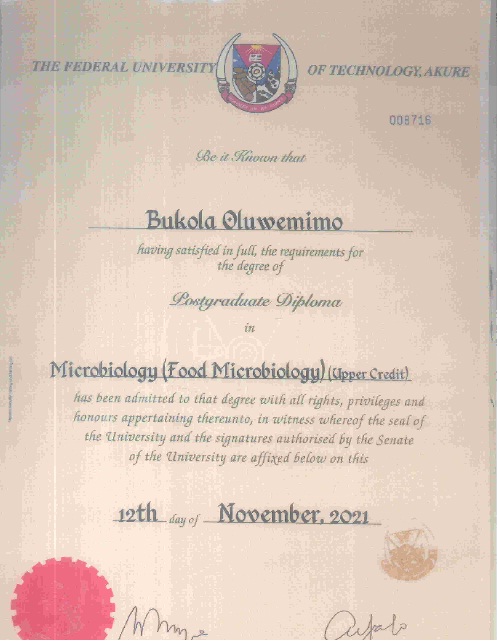 THE FEDERAL UNIVERSITY OF TECHNOLOGY, AKURE
008716
Be it Known that
Bukola Oluwemimo
having satisfied in full, the requirements for
the degree of
Postgraduate Diploma
in
Microbiology (Food Microbiology) (Upper Credit)
has been admitted to that degree with all rights, privileges and
honours appertaining thereunto, in witness whereof the seal of
the University and the signatures authorised by the Senate
of the University are affixed below on this
12th day of November, 2021